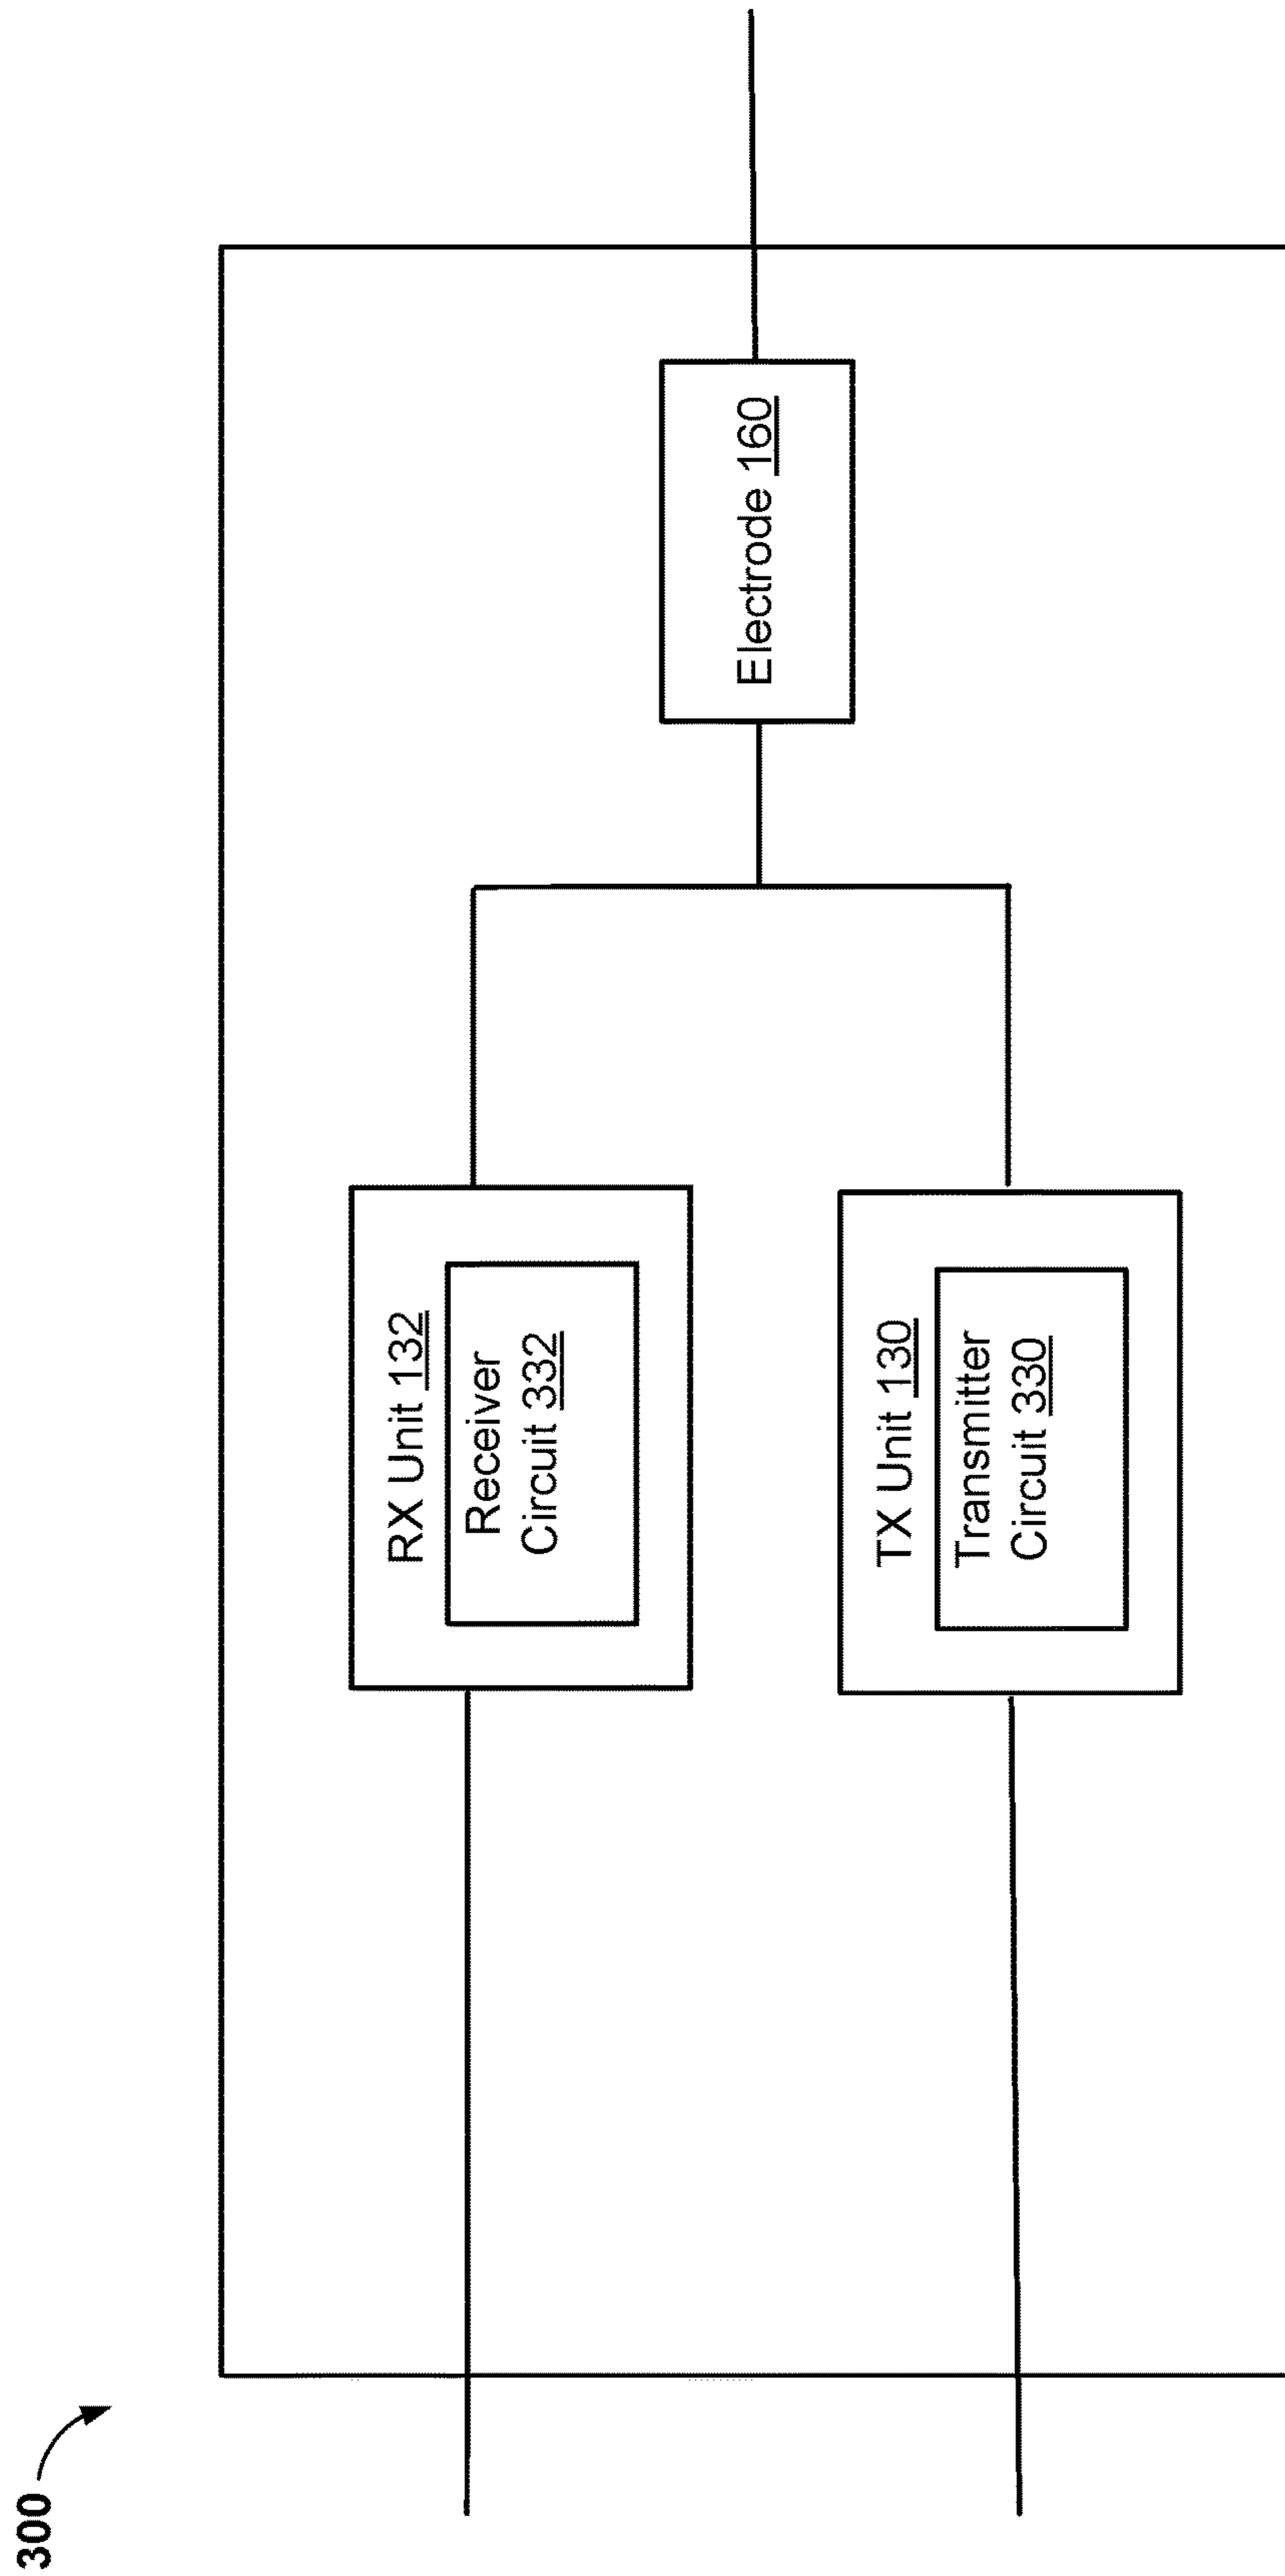 300
RX Unit 132
Receiver
Circuit 332
Electrode 160
TX Unit 130
Transmitter
Circuit 330